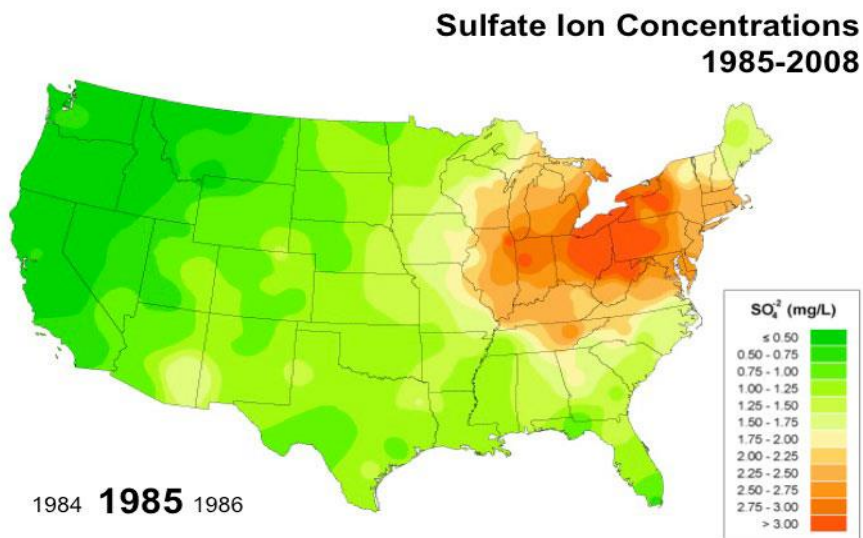 Sulfate Ion Concentrations
1985-2008
SO₄⁻² (mg/L)
≤ 0.50
0.50 - 0.75
0.75 - 1.00
1.00 - 1.25
1.25 - 1.50
1.50 - 1.75
1.75 - 2.00
2.00 - 2.25
2.25 - 2.50
2.50 - 2.75
2.75 - 3.00
> 3.00
1984 1985 1986